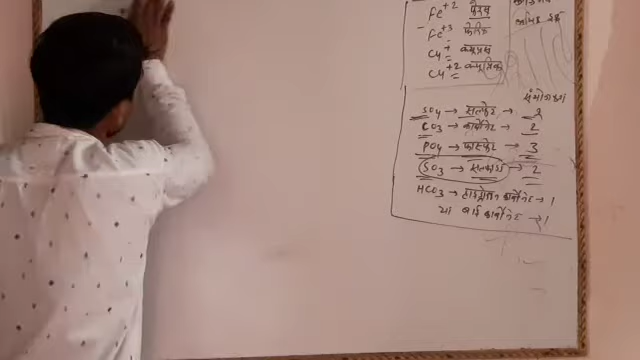 Fe+2 फेरस
Fe+3 फेरिक
Cu+ क्यूप्रस
Cu+2 क्यूप्रिक
संयोजकता
SO4 → सल्फेट → 2
CO3 → कार्बोनेट → 2
PO4 → फास्फेट → 3
SO3 → सल्फाइट → 2
HCO3 → हाइड्रोजन कार्बोनेट → 1
या बाई कार्बोनेट → 1